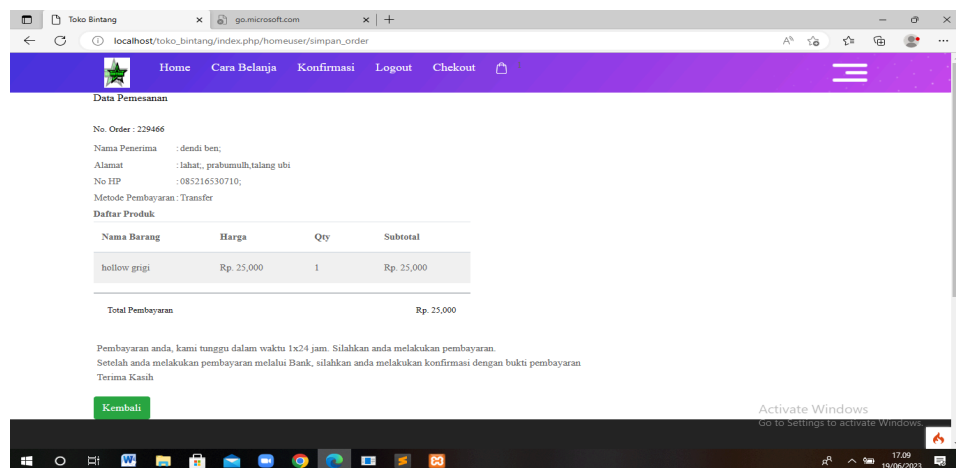 Toko Bintang
go.microsoft.com
localhost/toko_bintang/index.php/homeuser/simpan_order
Home Cara Belanja Konfirmasi Logout Chekout
Data Pemesanan
No. Order : 229466
Nama Penerima : dendi ben;
Alamat : lahat;, prabumulh,talang ubi
No HP : 085216530710;
Metode Pembayaran : Transfer
Daftar Produk
Nama Barang Harga Qty Subtotal
hollow grigi Rp. 25,000 1 Rp. 25,000
Total Pembayaran Rp. 25,000
Pembayaran anda, kami tunggu dalam waktu 1x24 jam. Silahkan anda melakukan pembayaran.
Setelah anda melakukan pembayaran melalui Bank, silahkan anda melakukan konfirmasi dengan bukti pembayaran
Terima Kasih
Kembali
Activate Windows
Go to Settings to activate Windows.
17.09
19/06/2023